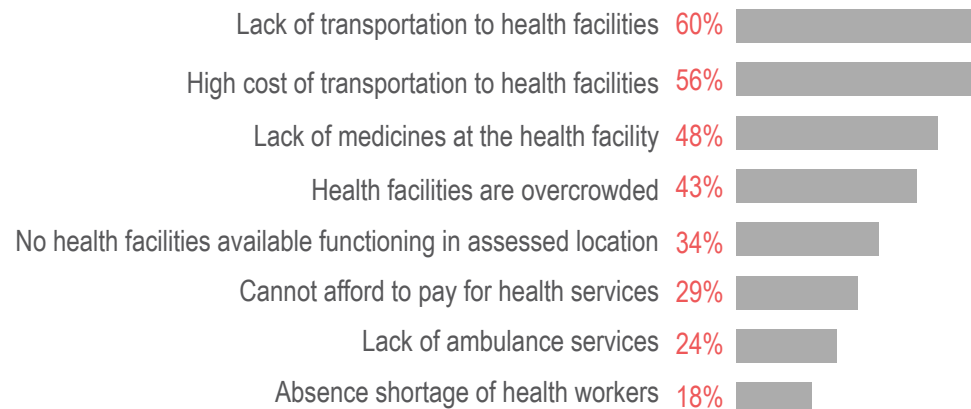 Lack of transportation to health facilities 60%
High cost of transportation to health facilities 56%
Lack of medicines at the health facility 48%
Health facilities are overcrowded 43%
No health facilities available functioning in assessed location 34%
Cannot afford to pay for health services 29%
Lack of ambulance services 24%
Absence shortage of health workers 18%